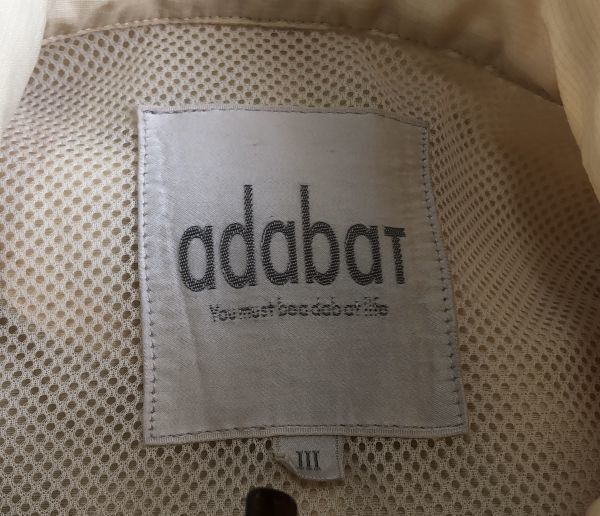 adabaT
You must be a dab at life
III